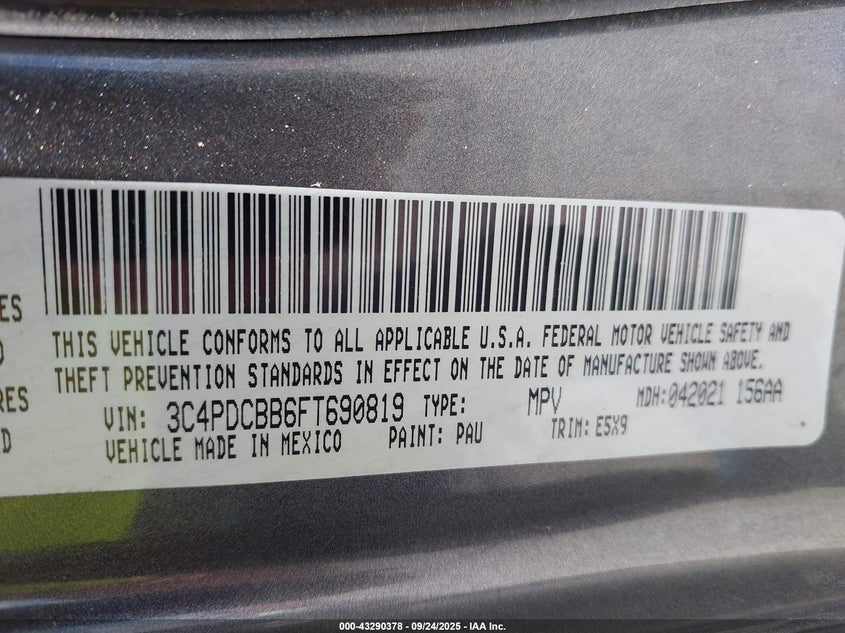 THIS VEHICLE CONFORMS TO ALL APPLICABLE U.S.A. FEDERAL MOTOR VEHICLE SAFETY AND
THEFT PREVENTION STANDARDS IN EFFECT ON THE DATE OF MANUFACTURE SHOWN ABOVE.
VIN: 3C4PDCBB6FT690819 TYPE: MPV MDH: 042021 156AA
VEHICLE MADE IN MEXICO PAINT: PAU TRIM: E5X9
000-43290378 - 09/24/2025 - IAA Inc.